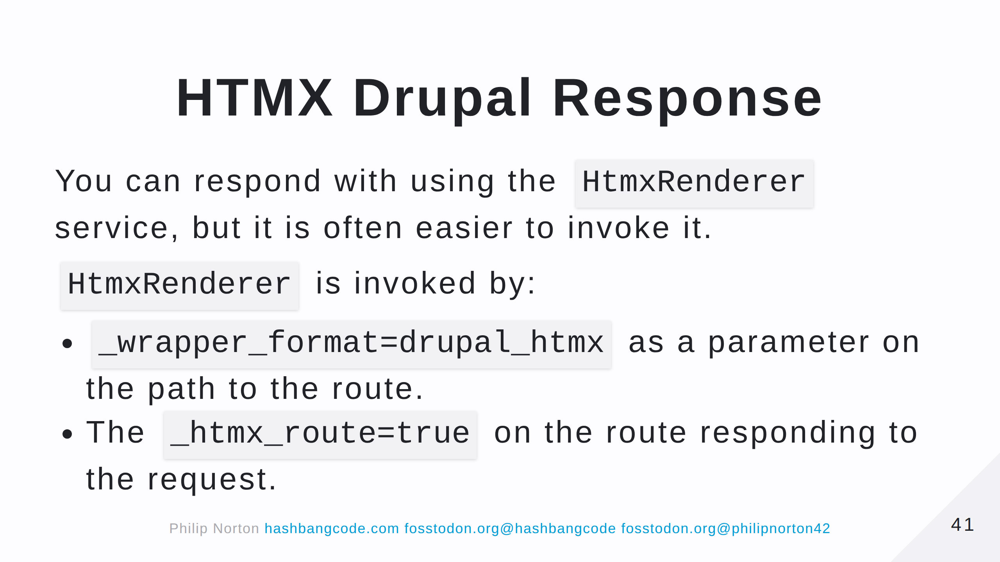 HTMX Drupal Response
You can respond with using the HtmxRenderer
service, but it is often easier to invoke it.
HtmxRenderer is invoked by:
• _wrapper_format=drupal_htmx as a parameter on
the path to the route.
• The _htmx_route=true on the route responding to
the request.
Philip Norton hashbangcode.com fosstodon.org@hashbangcode fosstodon.org@philipnorton42
41